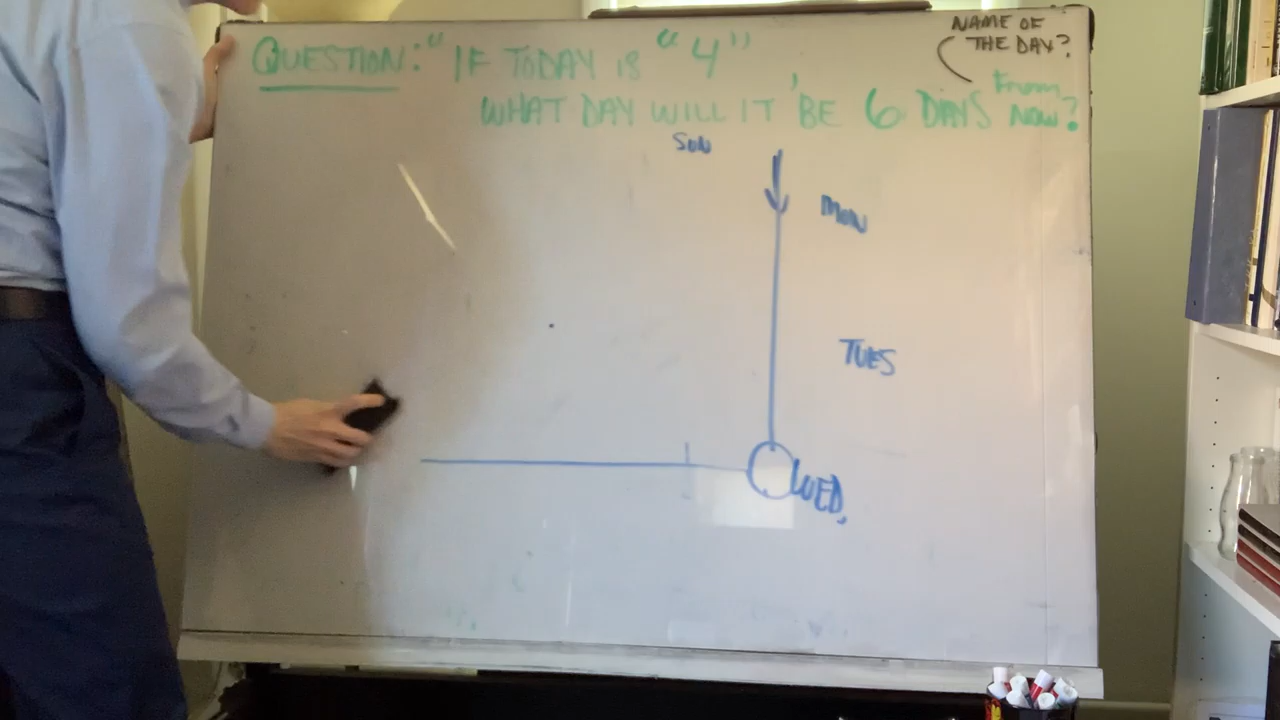 QUESTION: "IF TODAY IS "4",
WHAT DAY WILL IT BE 6 DAYS From NOW?
NAME OF
THE DAY?
SUN
MON
TUES
WED,